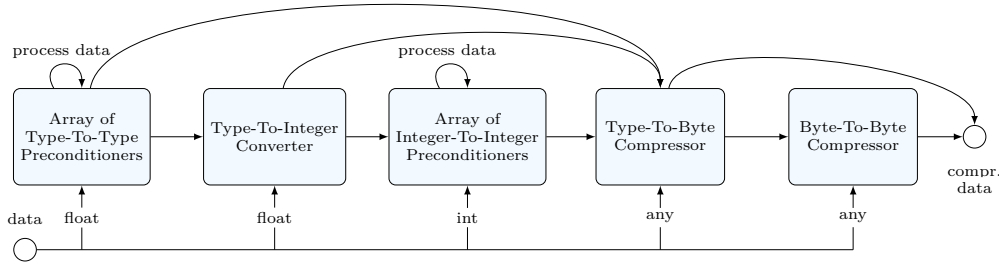 process data
process data
Array of
Type-To-Type
Preconditioners
Type-To-Integer
Converter
Array of
Integer-To-Integer
Preconditioners
Type-To-Byte
Compressor
Byte-To-Byte
Compressor
compr.
data
data
float
float
int
any
any